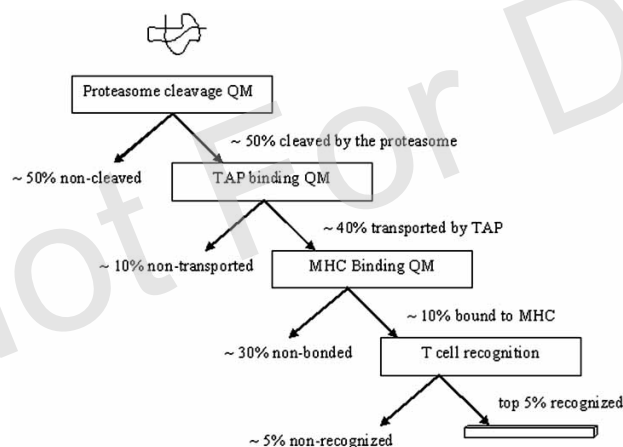 Proteasome cleavage QM
~ 50% cleaved by the proteasome
~ 50% non-cleaved
TAP binding QM
~ 40% transported by TAP
~ 10% non-transported
MHC Binding QM
~ 10% bound to MHC
~ 30% non-bonded
T cell recognition
top 5% recognized
~ 5% non-recognized
not For D